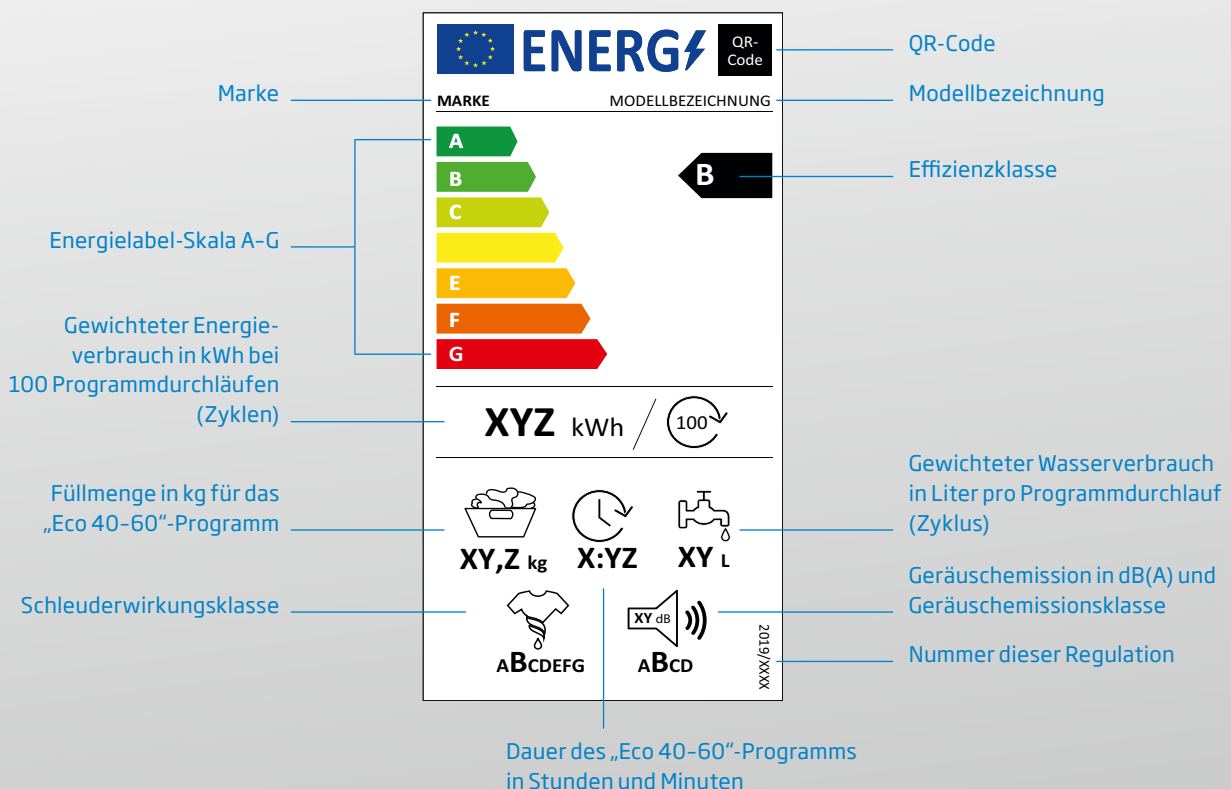 ENERG
QR-
Code
QR-Code
Marke
MARKE
MODELLBEZEICHNUNG
Modellbezeichnung
A
B
B
Effizienzklasse
C
Energielabel-Skala A–G
E
F
G
Gewichteter Energie-
verbrauch in kWh bei
100 Programmdurchläufen
(Zyklen)
XYZ kWh / 100
Füllmenge in kg für das
„Eco 40–60“-Programm
XY,Z kg
X:YZ
XY L
Gewichteter Wasserverbrauch
in Liter pro Programmdurchlauf
(Zyklus)
Schleuderwirkungsklasse
ABCDEFG
XY dB
ABCD
Geräuschemission in dB(A) und
Geräuschemissionsklasse
2019/XXXX
Nummer dieser Regulation
Dauer des „Eco 40–60“-Programms
in Stunden und Minuten